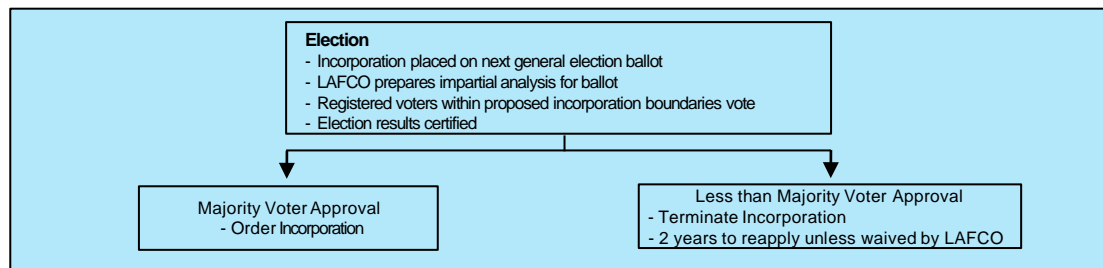 Election
- Incorporation placed on next general election ballot
- LAFCO prepares impartial analysis for ballot
- Registered voters within proposed incorporation boundaries vote
- Election results certified
Majority Voter Approval
- Order Incorporation
Less than Majority Voter Approval
- Terminate Incorporation
- 2 years to reapply unless waived by LAFCO